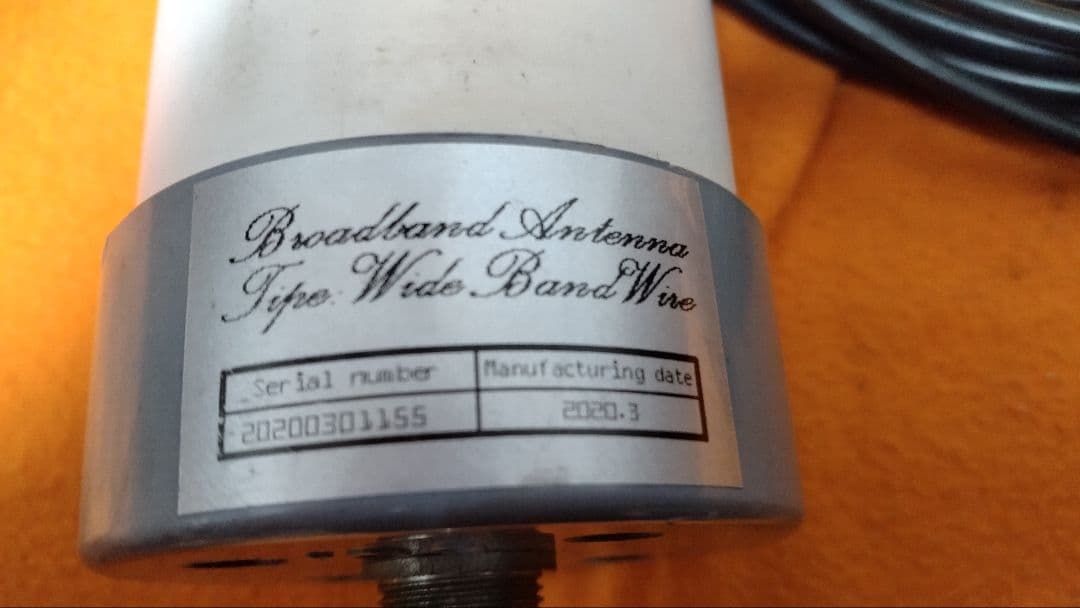 Broadband Antenna
Tipe: Wide Band Wire
Serial number
Manufacturing date
20200301155
2020.3